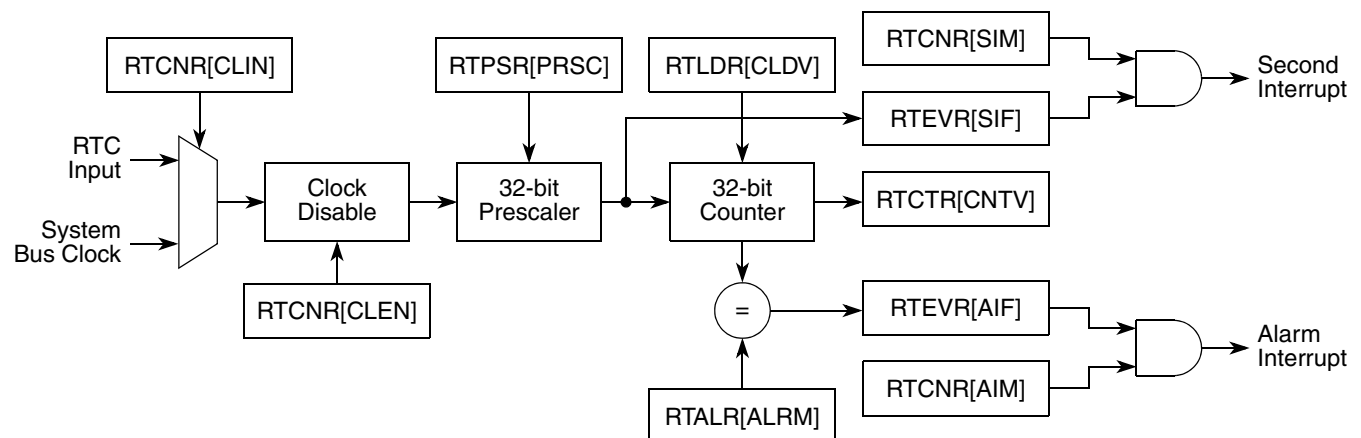 RTCNR[CLIN]
RTPSR[PRSC]
RTLDR[CLDV]
RTCNR[SIM]
Second
Interrupt
RTEVR[SIF]
RTC
Input
Clock
Disable
32-bit
Prescaler
32-bit
Counter
RTCTR[CNTV]
System
Bus Clock
RTCNR[CLEN]
=
RTEVR[AIF]
Alarm
Interrupt
RTCNR[AIM]
RTALR[ALRM]